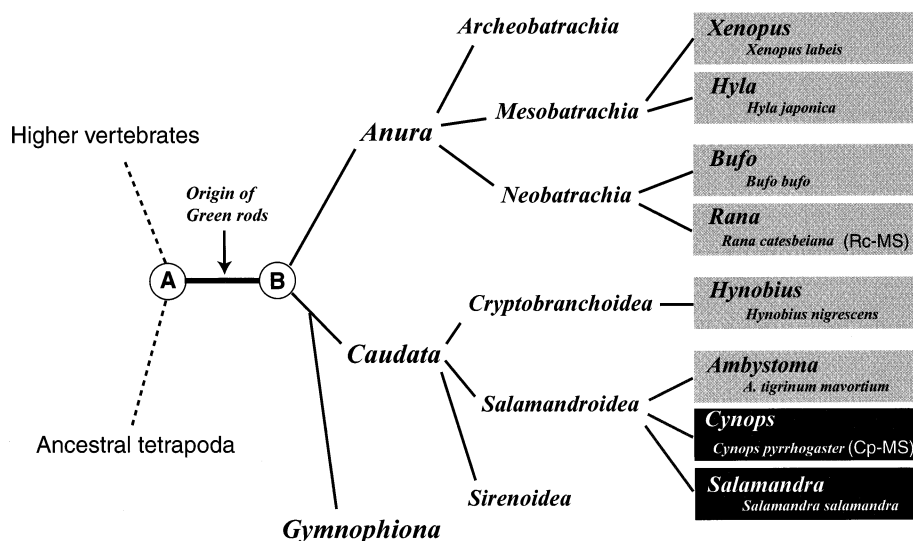 Archeobatrachia
Xenopus
Xenopus labeis
Hyla
Hyla japonica
Mesobatrachia
Anura
Higher vertebrates
Bufo
Bufo bufo
Neobatrachia
Origin of
Green rods
Rana
Rana catesbeiana (Rc-MS)
A
B
Cryptobranchoidea
Hynobius
Hynobius nigrescens
Caudata
Ambystoma
A. tigrinum mavortium
Salamandroidea
Cynops
Cynops pyrrhogaster (Cp-MS)
Ancestral tetrapoda
Sirenoidea
Salamandra
Salamandra salamandra
Gymnophiona